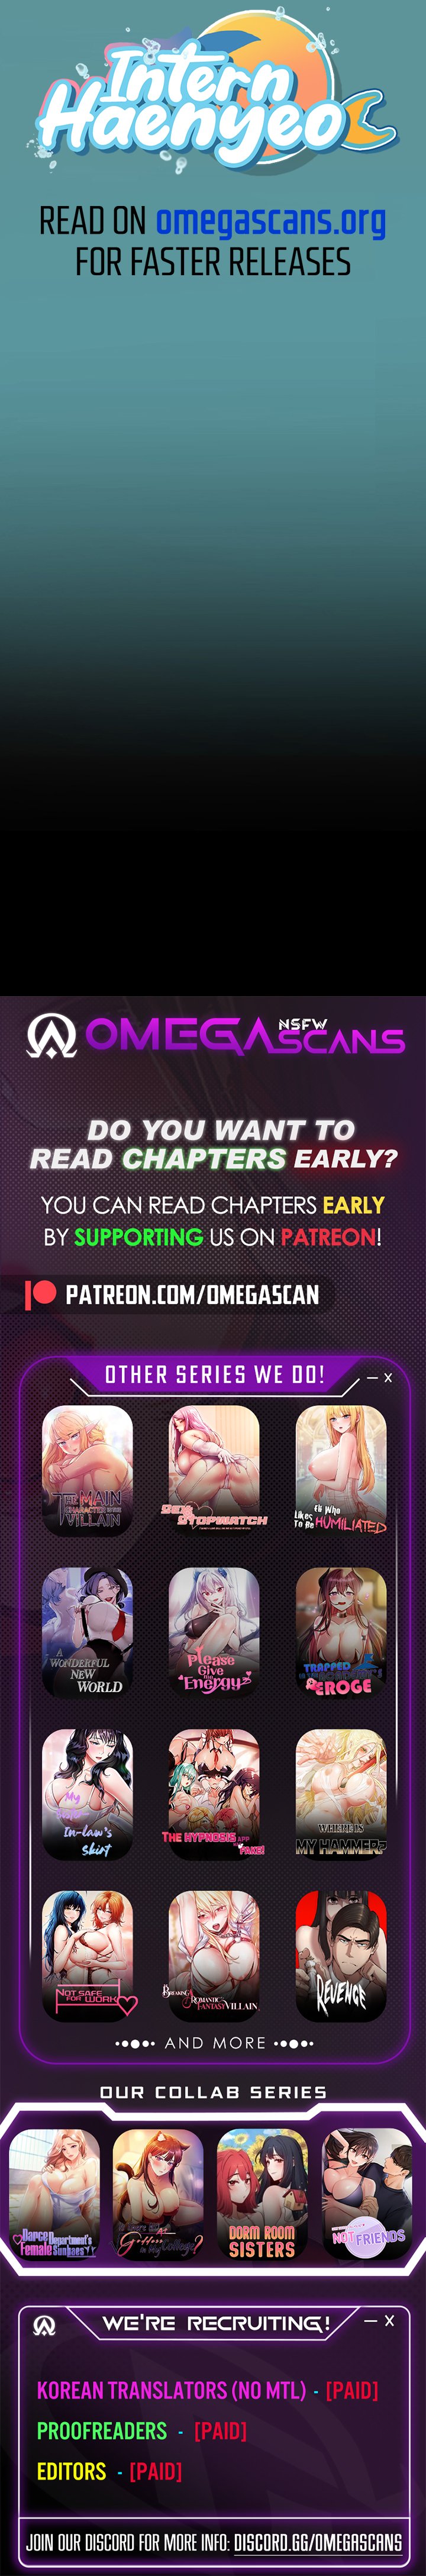 Intern
Haenyeo
READ ON omegascans.org
FOR FASTER RELEASES
OMEGA NSFW SCANS
DO YOU WANT TO
READ CHAPTERS EARLY?
YOU CAN READ CHAPTERS EARLY
BY SUPPORTING US ON PATREON!
PATREON.COM/OMEGASCAN
OTHER SERIES WE DO!
THE MAIN
CHARACTER IS THE
VILLAIN
SEX
STOPWATCH
Elf Who
Likes
To Be HUMILIATED
A
WONDERFUL
NEW
WORLD
Please
Give Me
Energy
TRAPPED
EROGE
My
In-law's
Skirt
THE HYPNOSIS APP
WAS FAKE!
WHERE IS
MY HAMMER?
NOT SAFE
FOR WORK
BREAKING A
ROMANTIC
FANTASY VILLAIN
REVENGE
AND MORE
OUR COLLAB SERIES
Darce Department's
Female Sunbaes
in My College?
DORM ROOM
SISTERS
NOT FRIENDS
WE'RE RECRUITING!
KOREAN TRANSLATORS (NO MTL) - [PAID]
PROOFREADERS - [PAID]
EDITORS - [PAID]
JOIN OUR DISCORD FOR MORE INFO: DISCORD.GG/OMEGASCANS